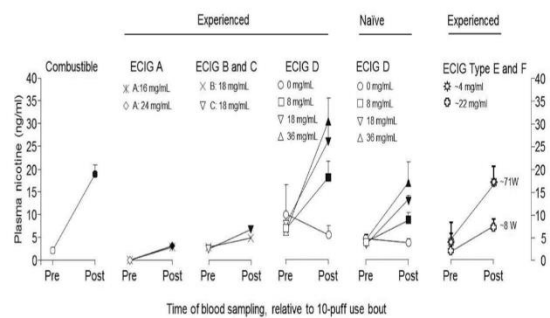 Experienced
Naïve
Experienced
Combustible
ECIG A
ECIG B and C
ECIG D
ECIG D
ECIG Type E and F
A:16 mg/mL
A: 24 mg/mL
B: 18 mg/mL
C: 18 mg/mL
0 mg/mL
8 mg/mL
18 mg/mL
36 mg/mL
0 mg/mL
8 mg/mL
18 mg/mL
36 mg/mL
~4 mg/ml
~22 mg/ml
Plasma nicotine (ng/ml)
40
35
30
25
20
15
10
5
0
40
35
30
25
20
15
10
5
0
~71W
~8 W
Pre Post Pre Post Pre Post Pre Post Pre Post Pre Post
Time of blood sampling, relative to 10-puff use bout